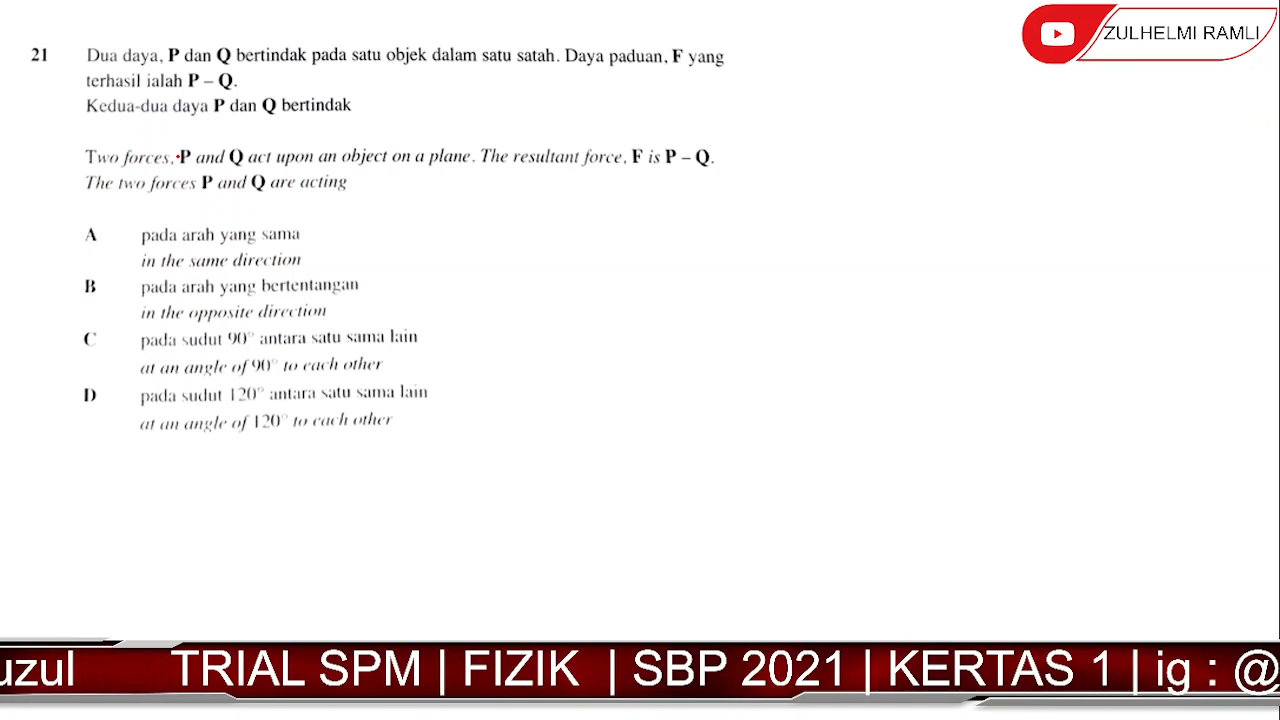 ZULHELMI RAMLI
21 Dua daya, P dan Q bertindak pada satu objek dalam satu satah. Daya paduan, F yang
terhasil ialah P – Q.
Kedua-dua daya P dan Q bertindak
Two forces, P and Q act upon an object on a plane. The resultant force, F is P – Q.
The two forces P and Q are acting
A pada arah yang sama
in the same direction
B pada arah yang bertentangan
in the opposite direction
C pada sudut 90° antara satu sama lain
at an angle of 90° to each other
D pada sudut 120° antara satu sama lain
at an angle of 120° to each other
uzul TRIAL SPM | FIZIK | SBP 2021 | KERTAS 1 | ig : @